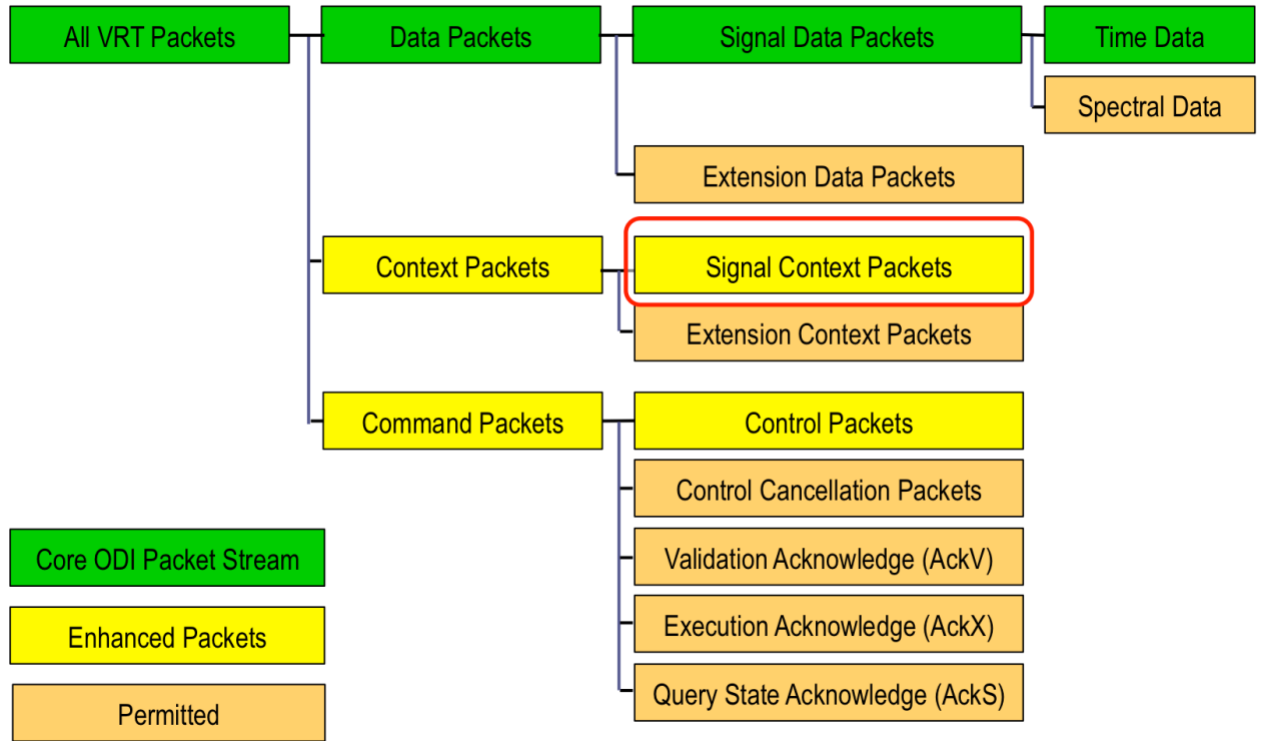 All VRT Packets
Data Packets
Signal Data Packets
Time Data
Spectral Data
Extension Data Packets
Context Packets
Signal Context Packets
Extension Context Packets
Command Packets
Control Packets
Control Cancellation Packets
Validation Acknowledge (AckV)
Execution Acknowledge (AckX)
Query State Acknowledge (AckS)
Core ODI Packet Stream
Enhanced Packets
Permitted